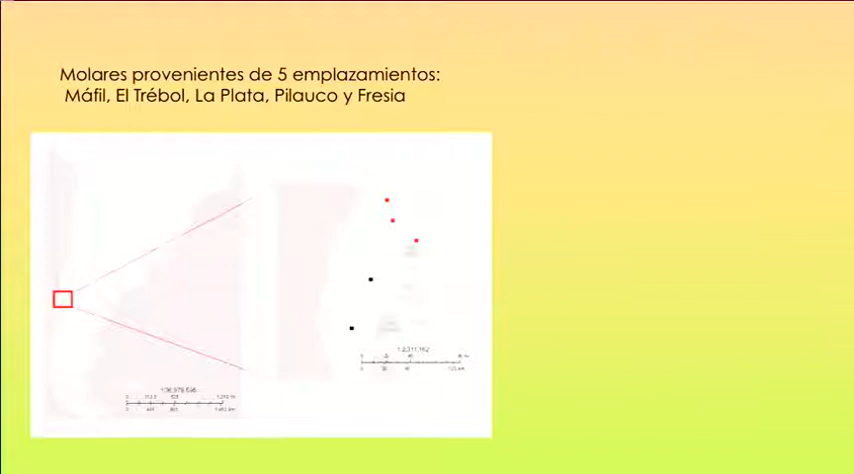 Molares provenientes de 5 emplazamientos:
Máfil, El Trébol, La Plata, Pilauco y Fresia